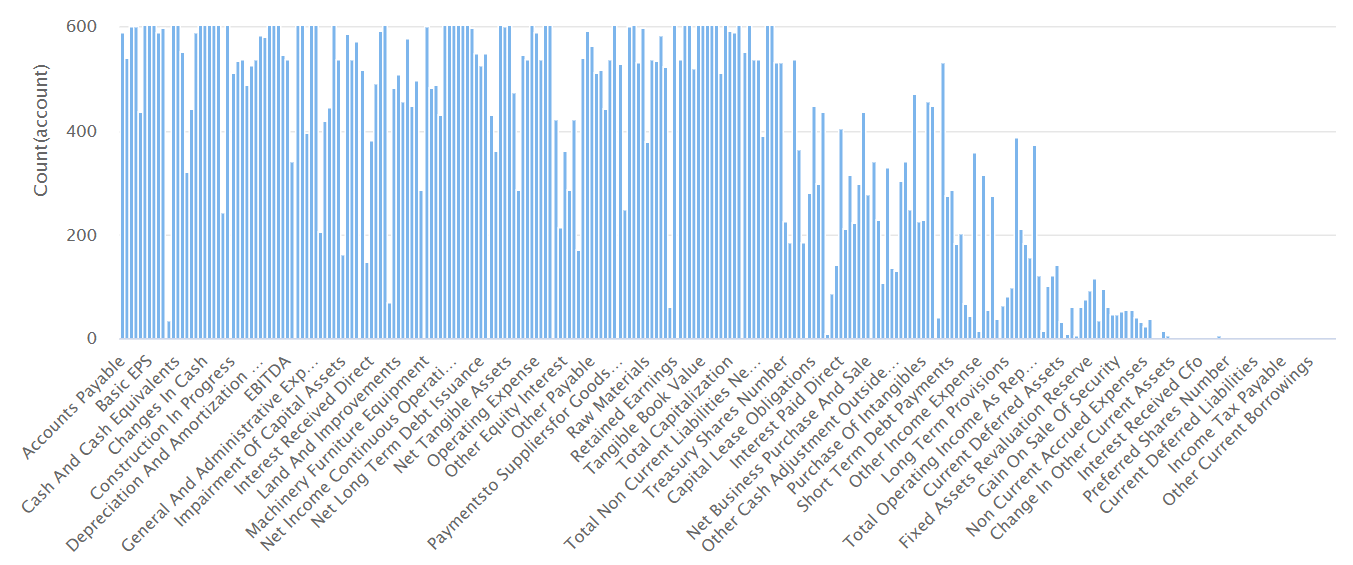 Count(account)
600
400
200
0
Accounts Payable
Basic EPS
Cash And Cash Equivalents
Changes In Cash
Construction In Progress
Depreciation And Amortization ...
EBITDA
General And Administrative Exp...
Impairment Of Capital Assets
Interest Received Direct
Land And Improvements
Machinery Furniture Equipment
Net Income Continuous Operati...
Net Long Term Debt Issuance
Net Tangible Assets
Operating Expense
Other Equity Interest
Other Payable
Paymentsto Suppliersfor Goods...
Raw Materials
Retained Earnings
Tangible Book Value
Total Capitalization
Total Non Current Liabilities Ne...
Treasury Shares Number
Capital Lease Obligations
Interest Paid Direct
Net Business Purchase And Sale
Other Cash Adjustment Outside...
Purchase Of Intangibles
Short Term Debt Payments
Other Income Expense
Long Term Provisions
Total Operating Income As Rep...
Current Deferred Assets
Fixed Assets Revaluation Reserve
Gain On Sale Of Security
Non Current Accrued Expenses
Change In Other Current Assets
Interest Received Cfo
Preferred Shares Number
Current Deferred Liabilities
Income Tax Payable
Other Current Borrowings